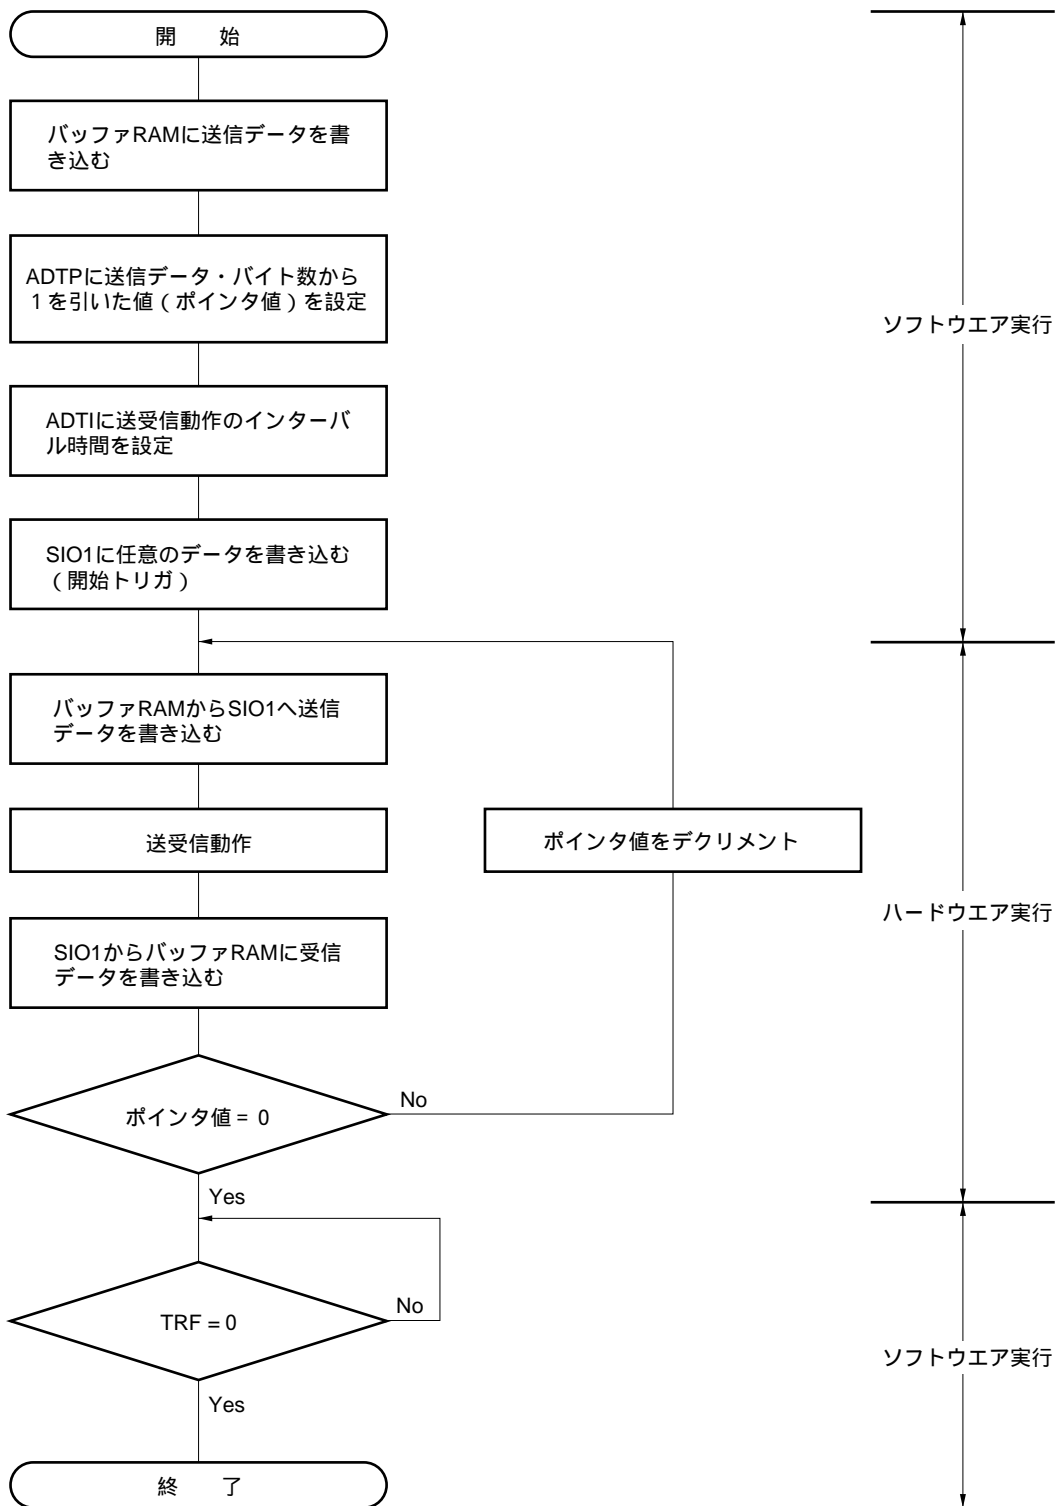 開　　始
バッファRAMに送信データを書
き込む
ADTPに送信データ・バイト数から
１を引いた値（ポインタ値）を設定
ソフトウエア実行
ADTIに送受信動作のインターバ
ル時間を設定
SIO1に任意のデータを書き込む
（開始トリガ）
バッファRAMからSIO1へ送信
データを書き込む
送受信動作
ポインタ値をデクリメント
ハードウエア実行
SIO1からバッファRAMに受信
データを書き込む
ポインタ値 = 0
No
Yes
TRF = 0
No
ソフトウエア実行
Yes
終　　了